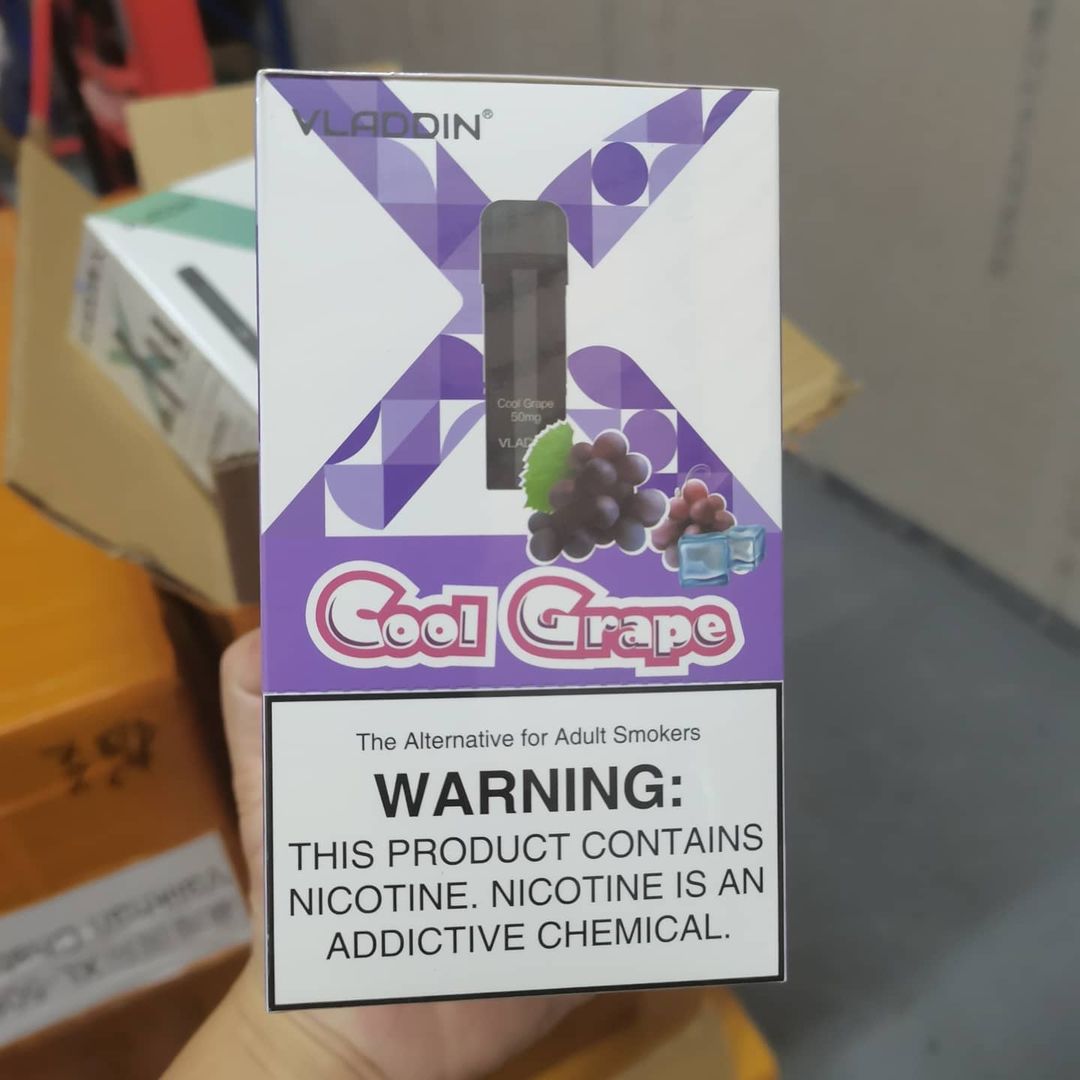 VLADDIN®
Cool Grape
50mg
Cool Grape
The Alternative for Adult Smokers
WARNING:
THIS PRODUCT CONTAINS
NICOTINE. NICOTINE IS AN
ADDICTIVE CHEMICAL.